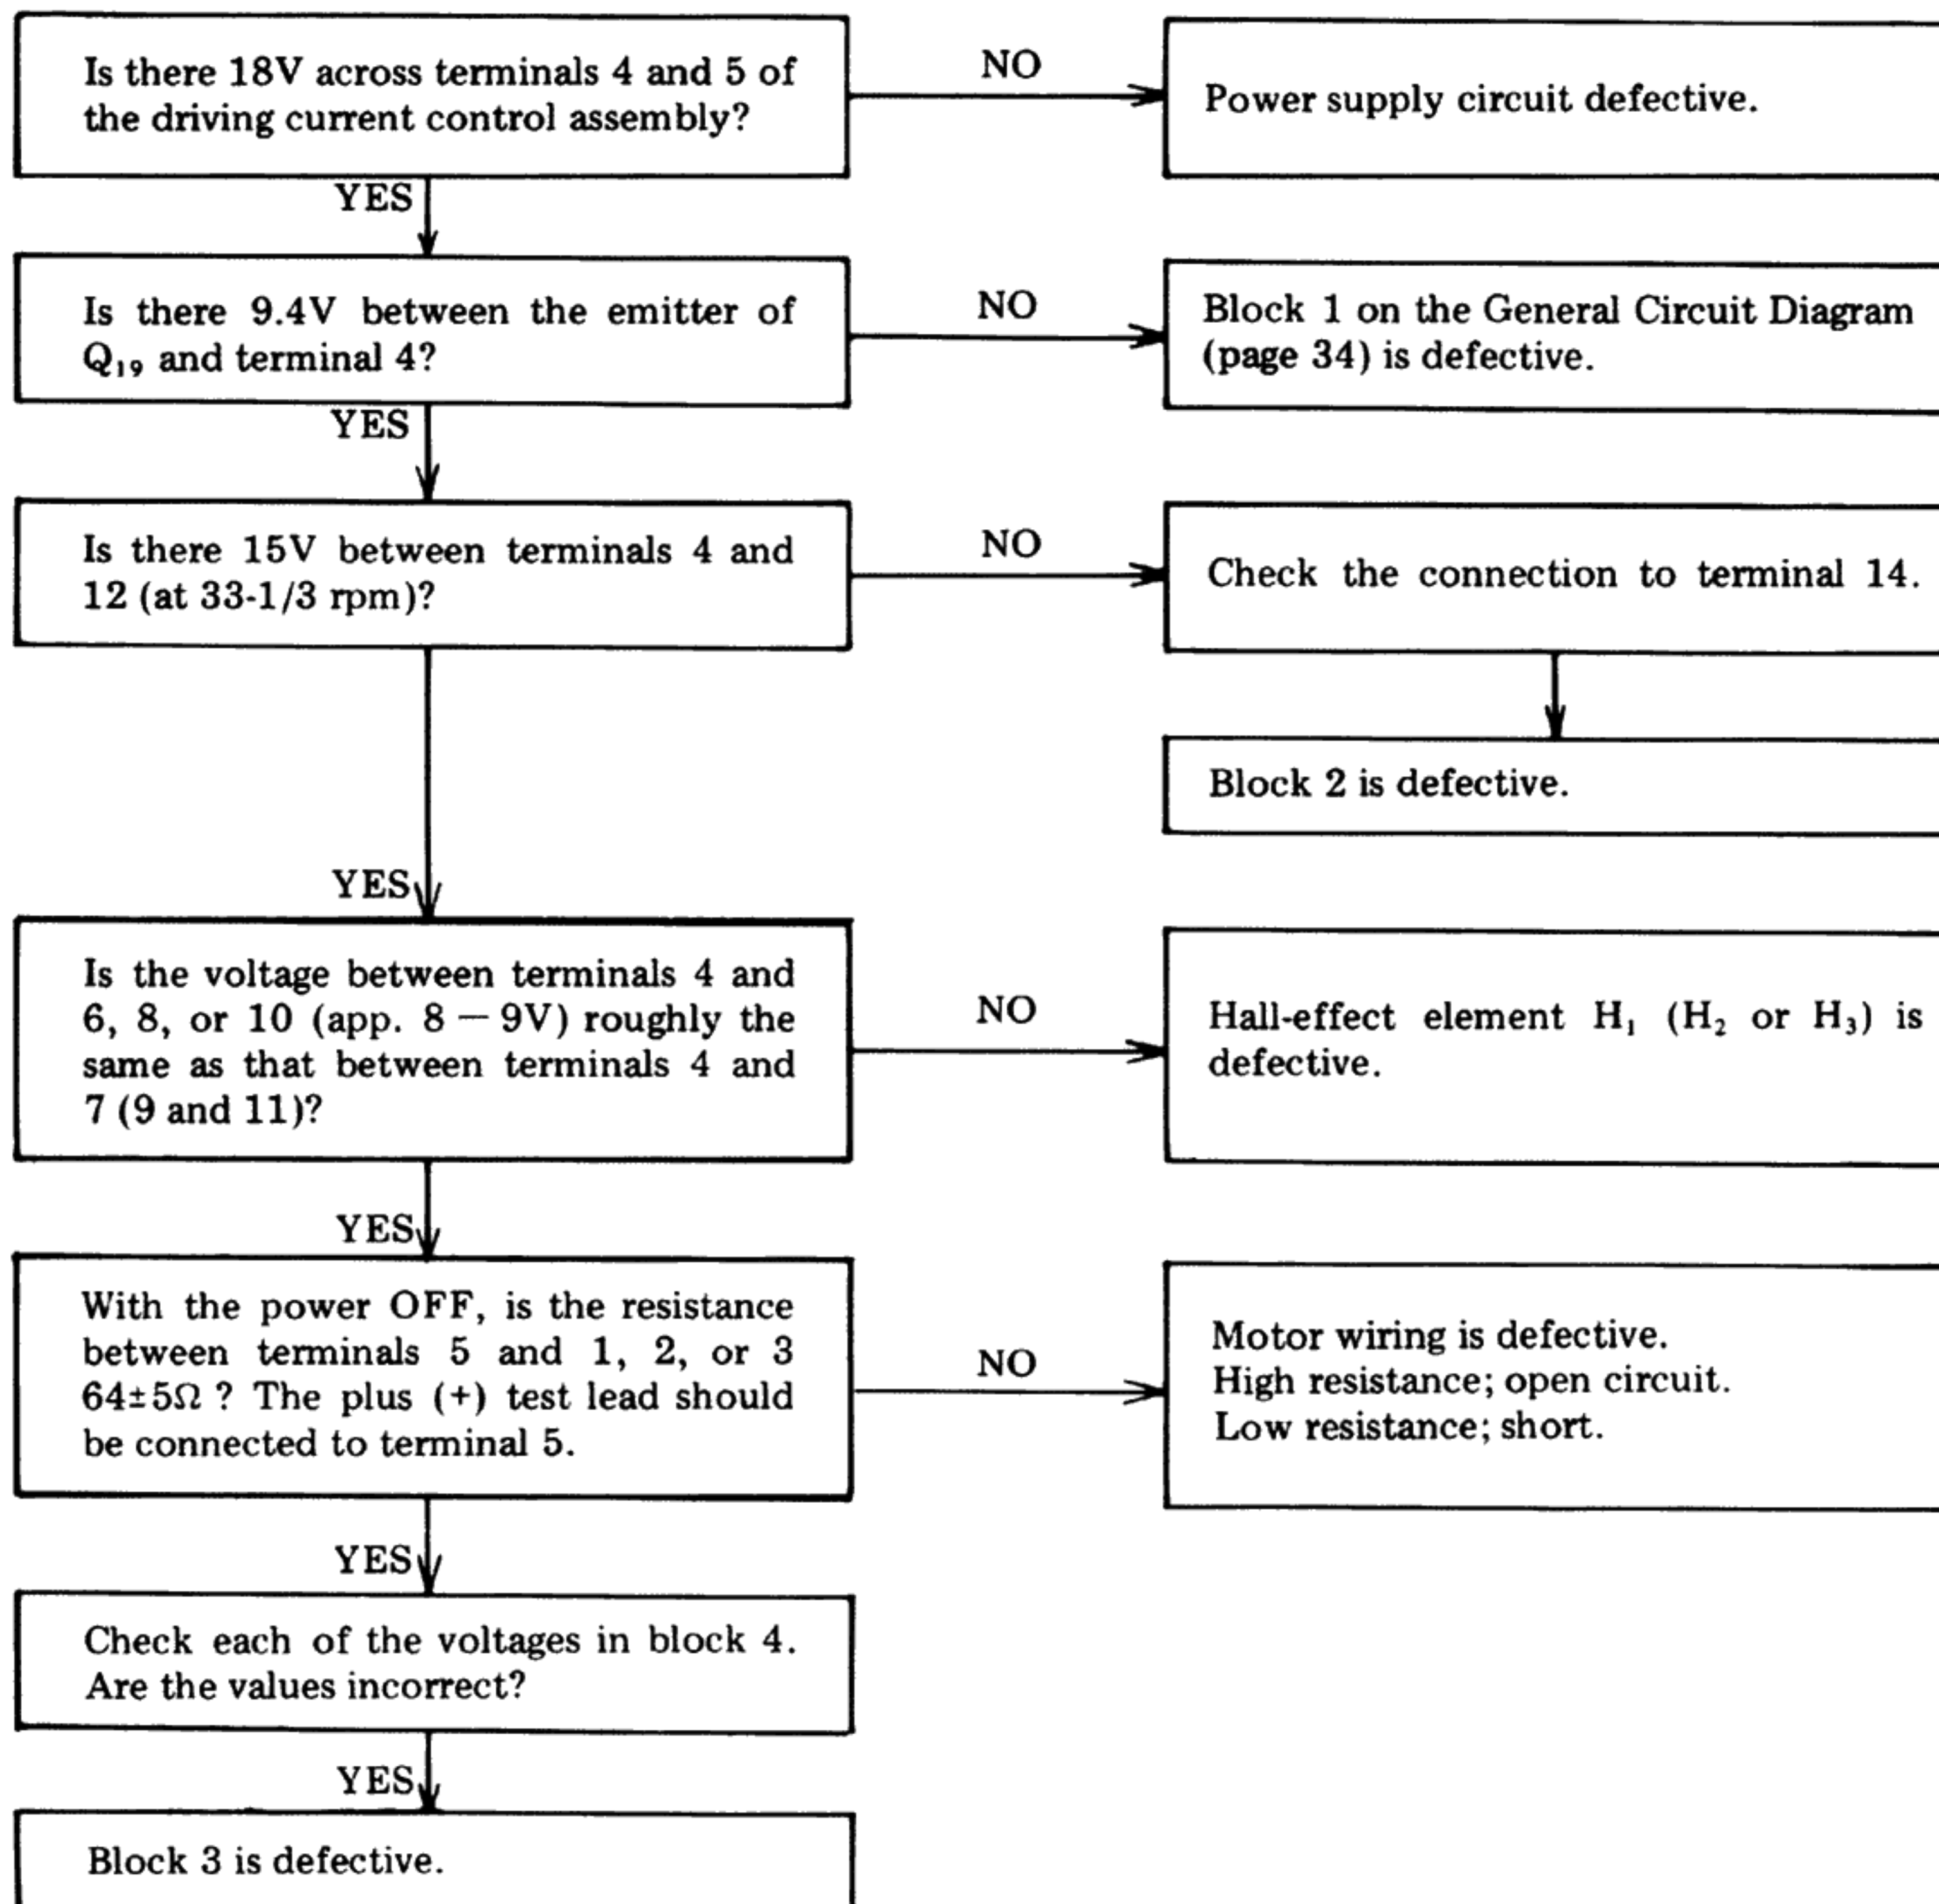 Is there 18V across terminals 4 and 5 of
the driving current control assembly?
NO
Power supply circuit defective.
YES
Is there 9.4V between the emitter of
Q₁₉ and terminal 4?
NO
Block 1 on the General Circuit Diagram
(page 34) is defective.
YES
Is there 15V between terminals 4 and
12 (at 33-1/3 rpm)?
NO
Check the connection to terminal 14.
Block 2 is defective.
YES
Is the voltage between terminals 4 and
6, 8, or 10 (app. 8 — 9V) roughly the
same as that between terminals 4 and
7 (9 and 11)?
NO
Hall-effect element H₁ (H₂ or H₃) is
defective.
YES
With the power OFF, is the resistance
between terminals 5 and 1, 2, or 3
64±5Ω ? The plus (+) test lead should
be connected to terminal 5.
NO
Motor wiring is defective.
High resistance; open circuit.
Low resistance; short.
YES
Check each of the voltages in block 4.
Are the values incorrect?
YES
Block 3 is defective.